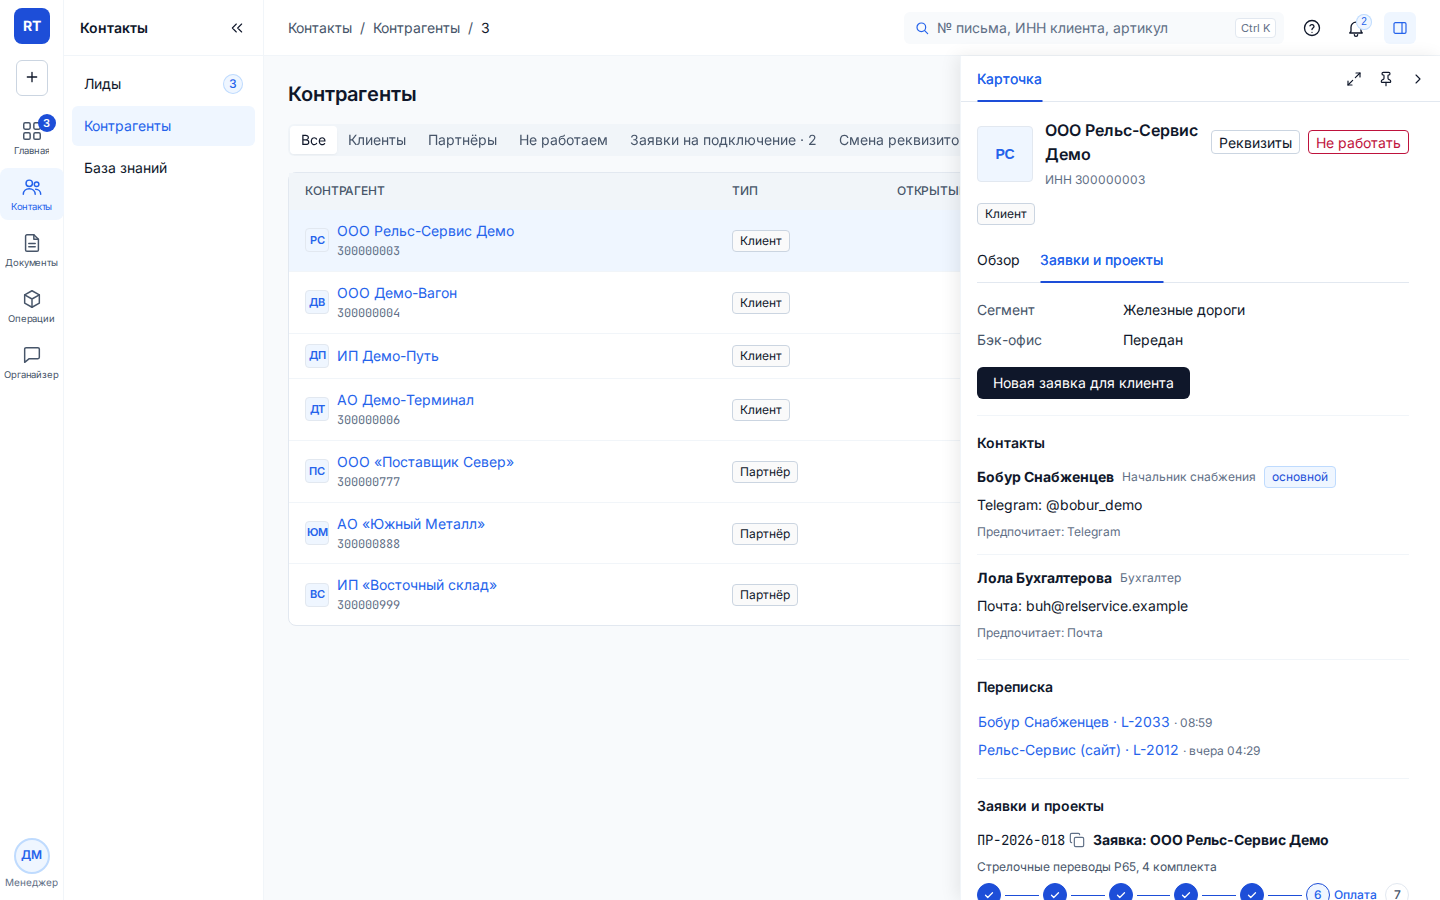 RT
Контакты
Контакты / Контрагенты / 3
№ письма, ИНН клиента, артикул
Ctrl K
2
3
Главная
Контакты
Документы
Операции
Органайзер
ДМ
Менеджер
Лиды
3
Контрагенты
База знаний
Контрагенты
Все
Клиенты
Партнёры
Не работаем
Заявки на подключение · 2
КОНТРАГЕНТ
ТИП
РС
ООО Рельс-Сервис Демо
300000003
Клиент
ДВ
ООО Демо-Вагон
300000004
Клиент
ДП
ИП Демо-Путь
Клиент
ДТ
АО Демо-Терминал
300000006
Клиент
ПС
ООО «Поставщик Север»
300000777
Партнёр
ЮМ
АО «Южный Металл»
300000888
Партнёр
ВС
ИП «Восточный склад»
300000999
Партнёр
Карточка
РС
ООО Рельс-Сервис
Демо
ИНН 300000003
Реквизиты
Не работать
Клиент
Обзор
Заявки и проекты
Сегмент
Железные дороги
Бэк-офис
Передан
Новая заявка для клиента
Контакты
Бобур Снабженцев Начальник снабжения основной
Telegram: @bobur_demo
Предпочитает: Telegram
Лола Бухгалтерова Бухгалтер
Почта: buh@relservice.example
Предпочитает: Почта
Переписка
Бобур Снабженцев · L-2033 · 08:59
Рельс-Сервис (сайт) · L-2012 · вчера 04:29
Заявки и проекты
ПР-2026-018 Заявка: ООО Рельс-Сервис Демо
Стрелочные переводы Р65, 4 комплекта
6 Оплата 7